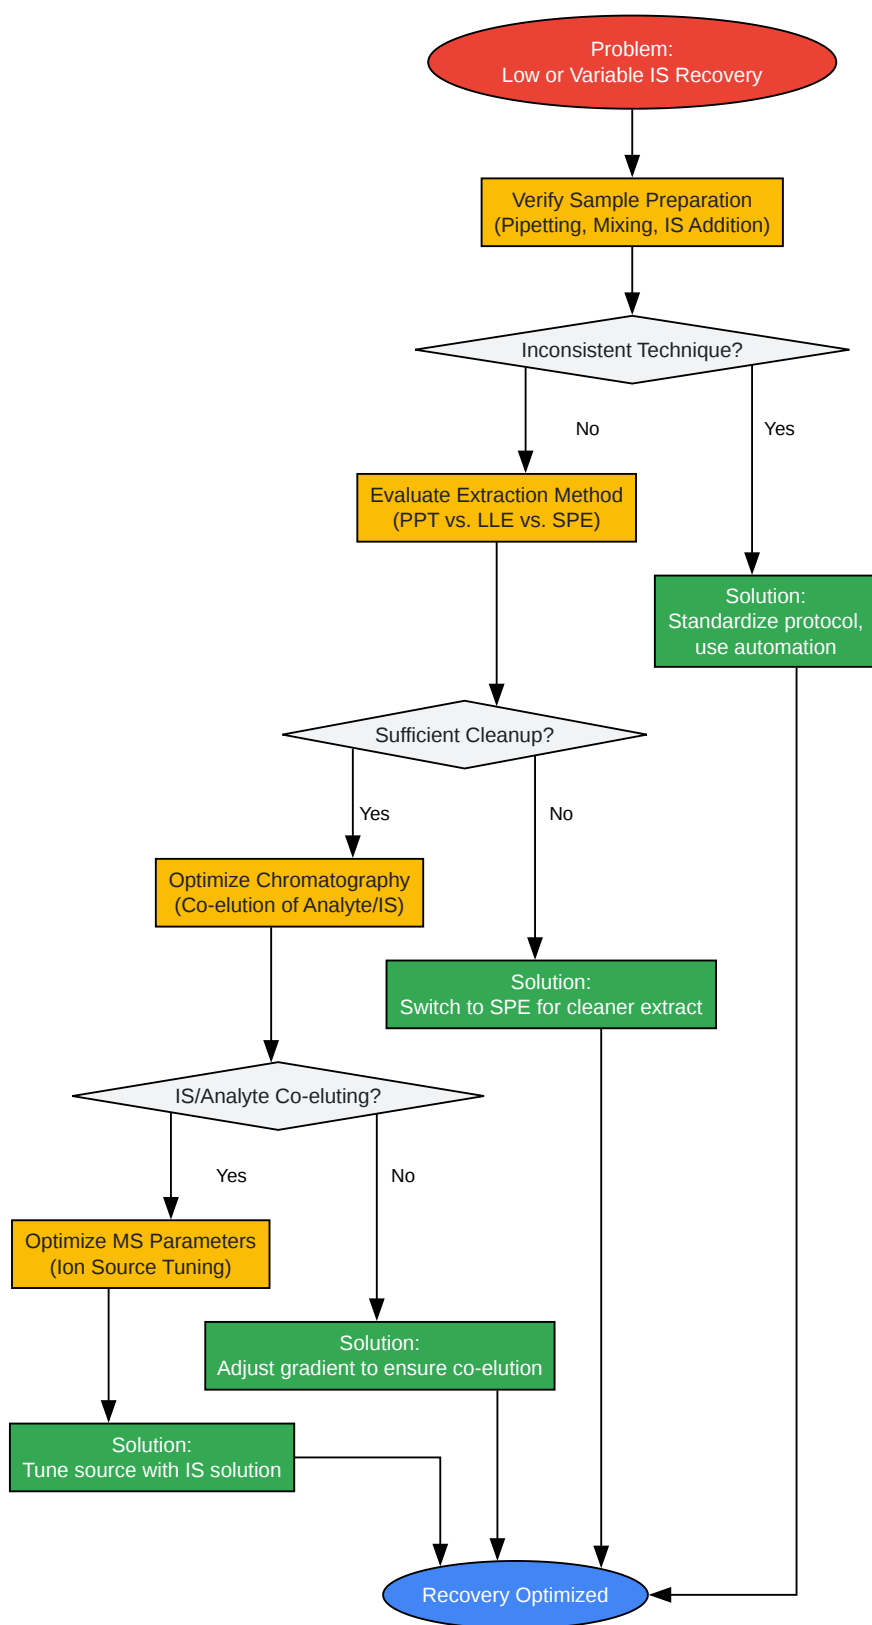 Problem:
Low or Variable IS Recovery
Verify Sample Preparation
(Pipetting, Mixing, IS Addition)
Inconsistent Technique?
No
Yes
Evaluate Extraction Method
(PPT vs. LLE vs. SPE)
Solution:
Standardize protocol,
use automation
Sufficient Cleanup?
Yes
No
Optimize Chromatography
(Co-elution of Analyte/IS)
Solution:
Switch to SPE for cleaner extract
IS/Analyte Co-eluting?
Yes
No
Optimize MS Parameters
(Ion Source Tuning)
Solution:
Adjust gradient to ensure co-elution
Solution:
Tune source with IS solution
Recovery Optimized